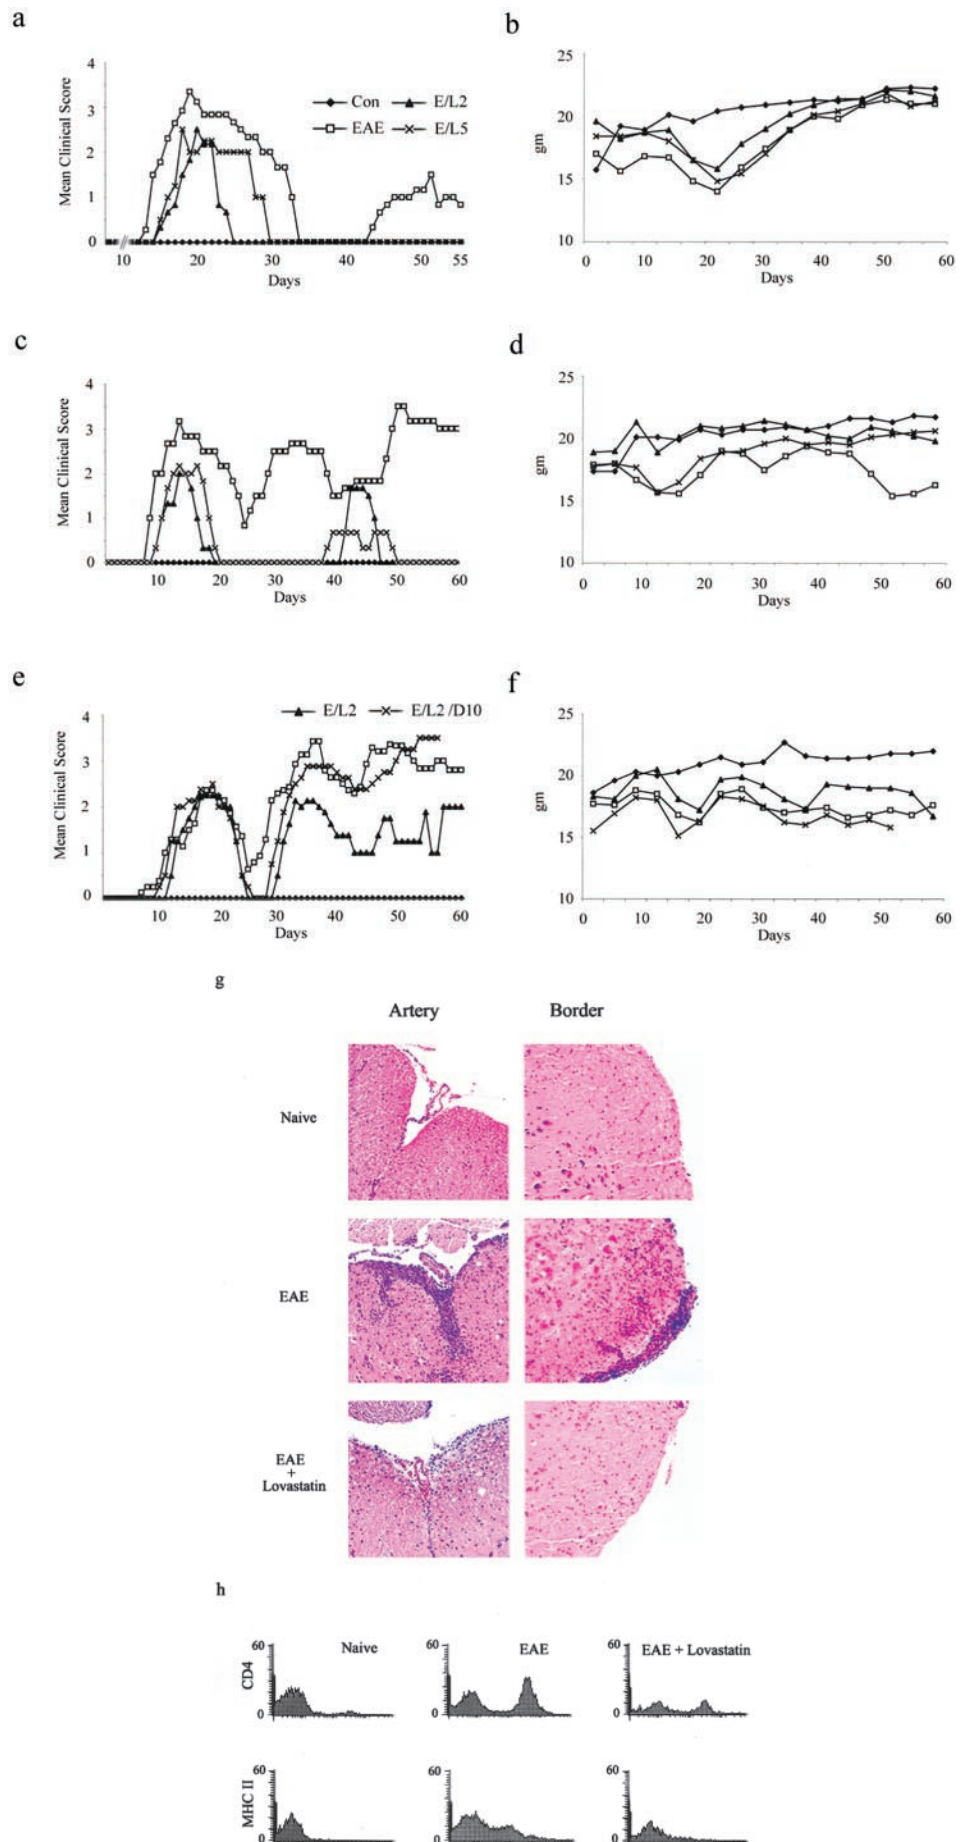 a
b
4
3
2
1
0
Mean Clinical Score
Con
E/L2
EAE
E/L5
10
20
30
40
50
55
Days
25
20
15
10
gm
0
10
20
30
40
50
60
Days
c
d
4
3
2
1
0
Mean Clinical Score
10
20
30
40
50
60
Days
25
20
15
10
gm
0
10
20
30
40
50
60
Days
e
f
E/L2
E/L2 /D10
4
3
2
1
0
Mean Clinical Score
10
20
30
40
50
60
Days
25
20
15
10
gm
0
10
20
30
40
50
60
Days
g
Artery
Border
Naive
EAE
EAE
+
Lovastatin
h
Naive
EAE
EAE + Lovastatin
CD4
60
0
60
0
60
0
MHC II
60
0
60
0
60
0